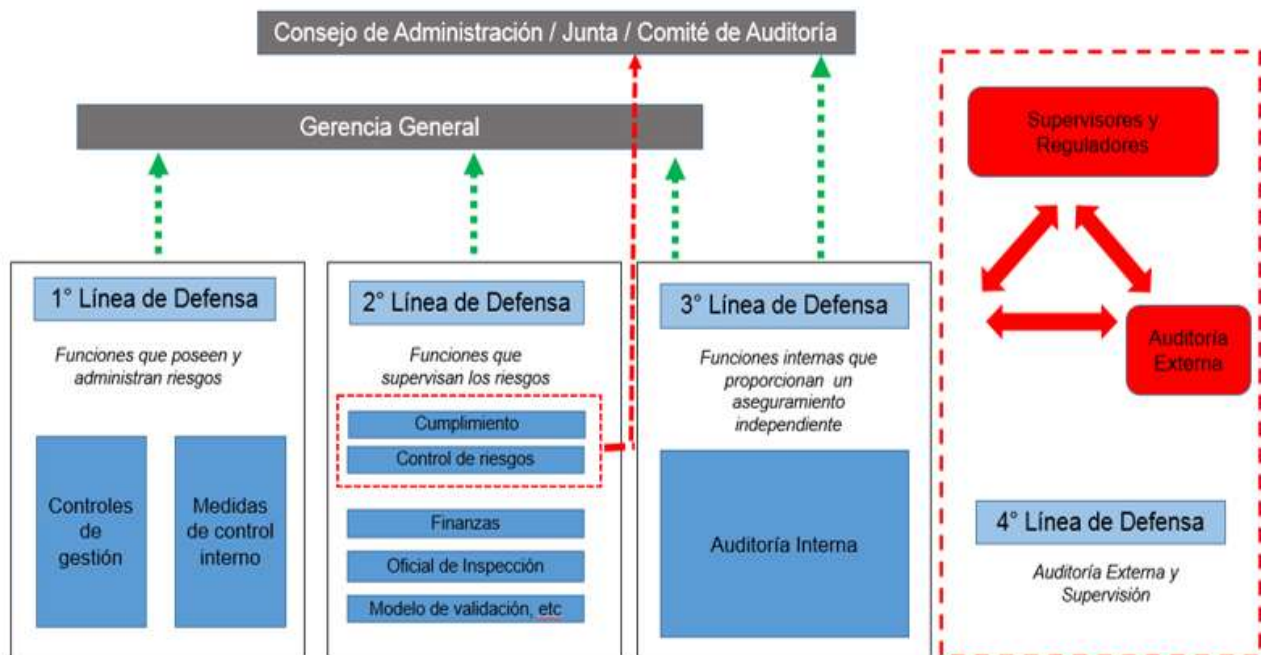 Consejo de Administración / Junta / Comité de Auditoría
Gerencia General
1° Línea de Defensa
Funciones que poseen y
administran riesgos
Controles
de
gestión
Medidas
de control
interno
2° Línea de Defensa
Funciones que
supervisan los riesgos
Cumplimiento
Control de riesgos
Finanzas
Oficial de Inspección
Modelo de validación, etc
3° Línea de Defensa
Funciones internas que
proporcionan un
aseguramiento
independiente
Auditoría Interna
Supervisores y
Reguladores
Auditoría
Externa
4° Línea de Defensa
Auditoría Externa y
Supervisión